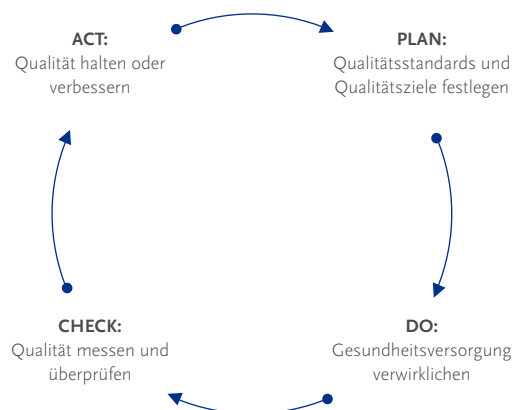 ACT:
Qualität halten oder
verbessern
PLAN:
Qualitätsstandards und
Qualitätsziele festlegen
CHECK:
Qualität messen und
überprüfen
DO:
Gesundheitsversorgung
verwirklichen